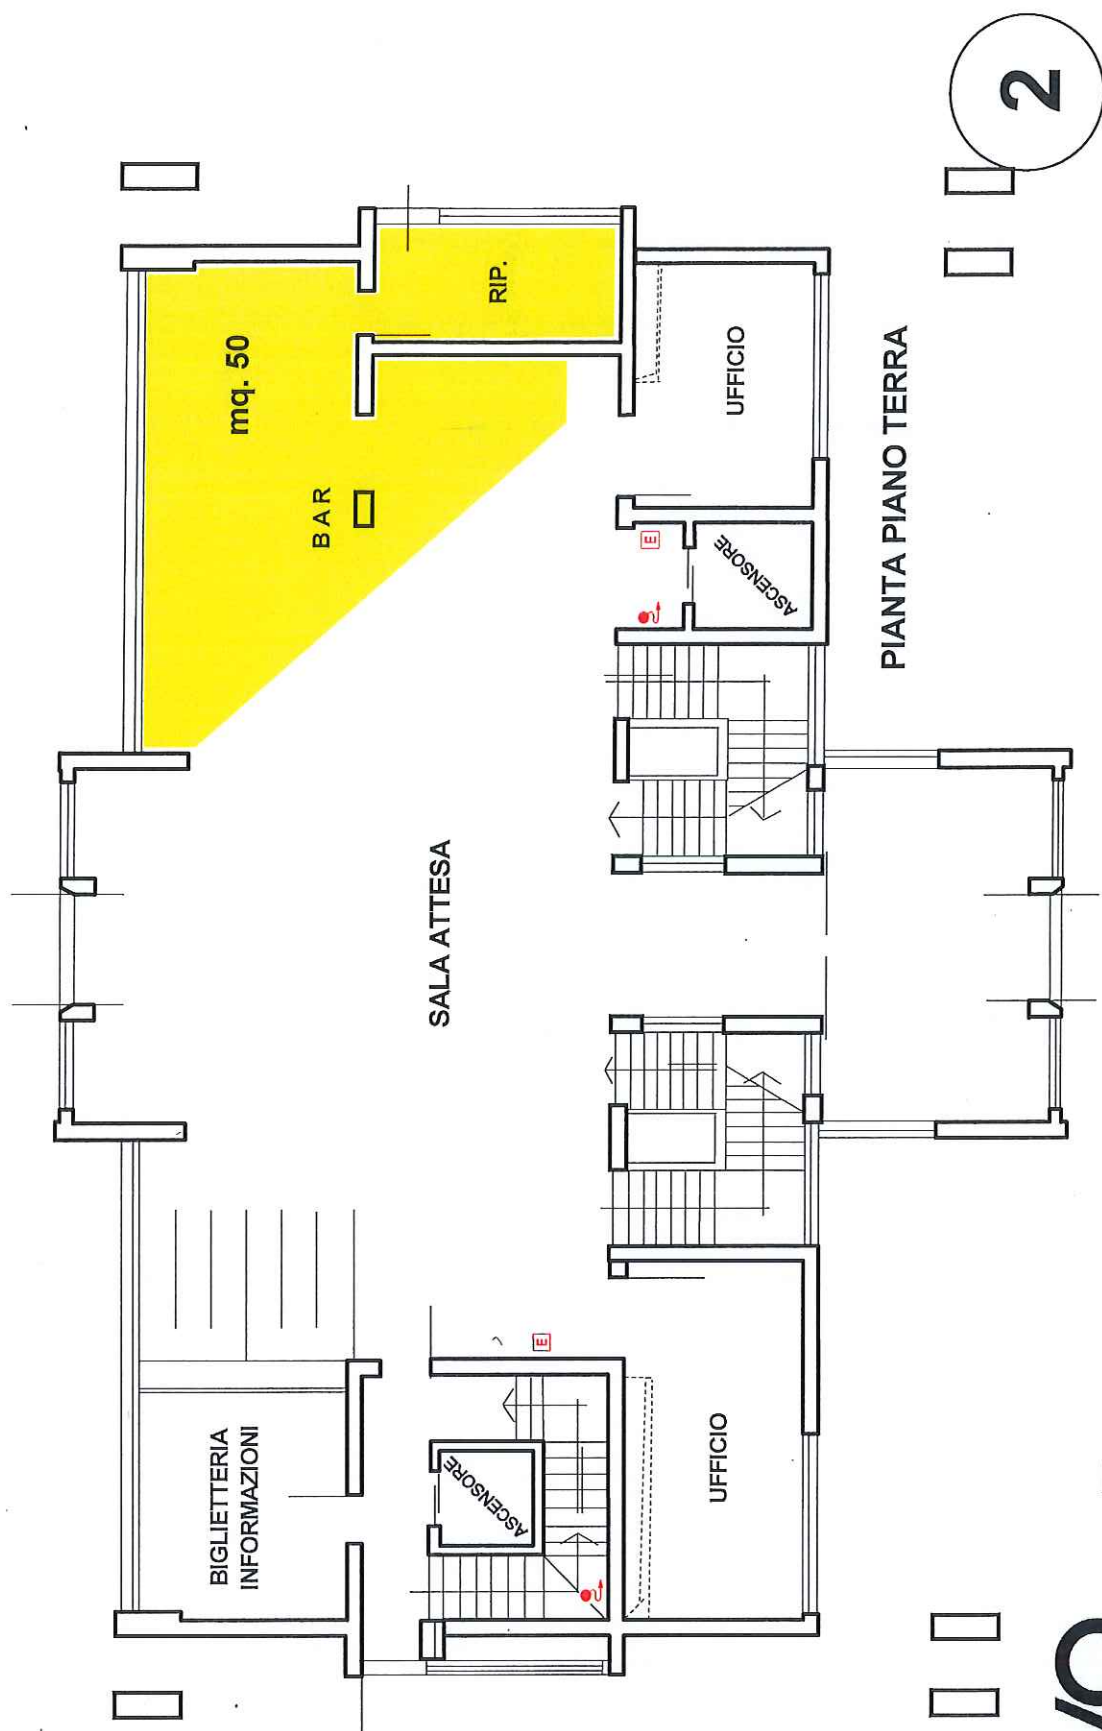 2
mq. 50
RIP.
BAR
UFFICIO
E
ASCENSORE
PIANTA PIANO TERRA
SALA ATTESA
E
BIGLIETTERIA
INFORMAZIONI
ASCENSORE
UFFICIO